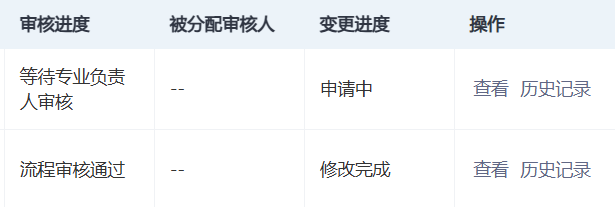 审核进度 被分配审核人 变更进度 操作
等待专业负责
人审核 -- 申请中 查看 历史记录
流程审核通过 -- 修改完成 查看 历史记录